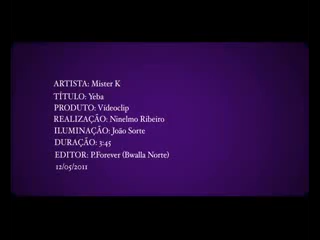 ARTISTA: Mister K
TÍTULO: Yeba
PRODUTO: Vídeoclip
REALIZAÇÃO: Ninelmo Ribeiro
ILUMINAÇÃO: João Sorte
DURAÇÃO: 3:45
EDITOR: P.Forever (Bwalla Norte)
12/05/2011